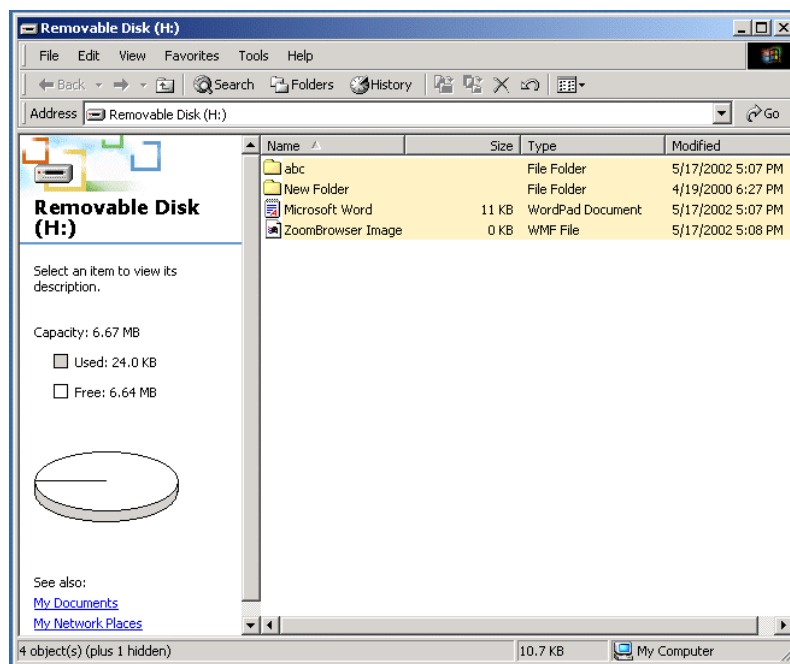 Removable Disk (H:)
File Edit View Favorites Tools Help
Back Search Folders History
Address Removable Disk (H:) Go
Removable Disk
(H:)
Select an item to view its
description.
Capacity: 6.67 MB
Used: 24.0 KB
Free: 6.64 MB
See also:
My Documents
My Network Places
Name Size Type Modified
abc File Folder 5/17/2002 5:07 PM
New Folder File Folder 4/19/2000 6:27 PM
Microsoft Word 11 KB WordPad Document 5/17/2002 5:07 PM
ZoomBrowser Image 0 KB WMF File 5/17/2002 5:08 PM
4 object(s) (plus 1 hidden) 10.7 KB My Computer